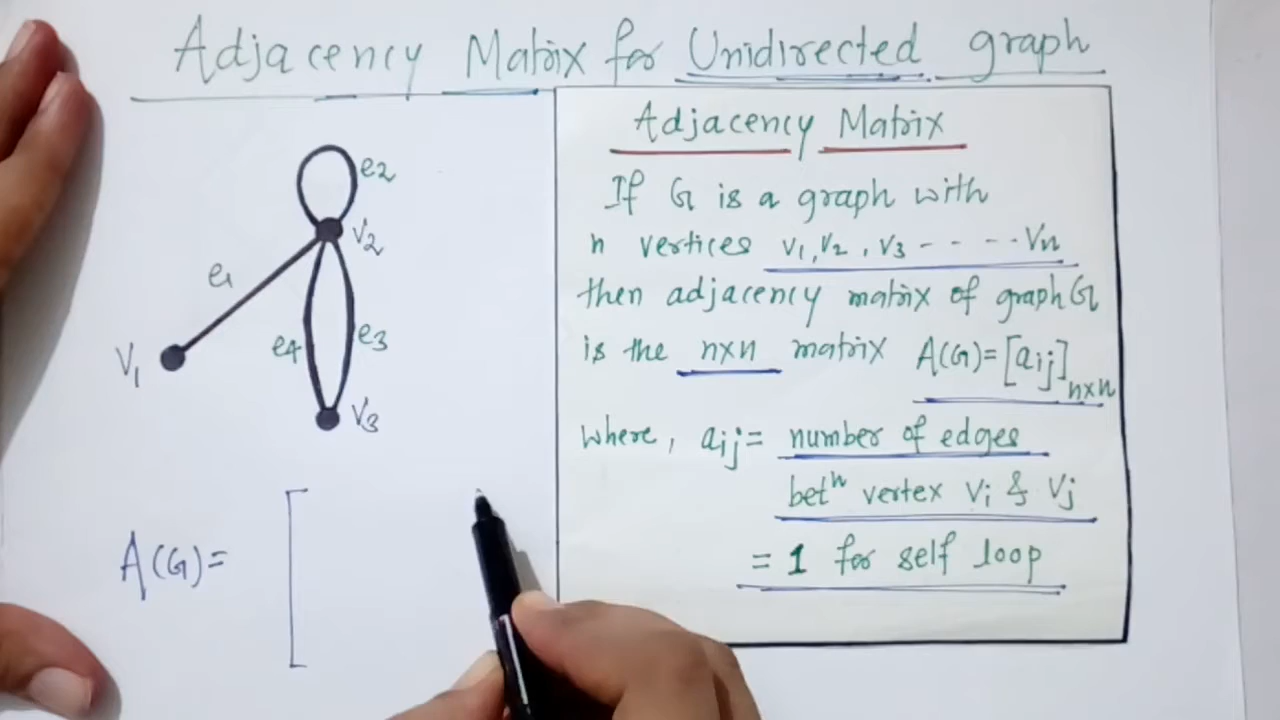 Adjacency Matrix for Unidirected graph
e2
V2
e1
e4
e3
V1
V3
A(G)=
Adjacency Matrix
If G is a graph with
n vertices v1, v2, v3 - - - - - Vn
then adjacency matrix of graph G
is the n×n matrix A(G)=[aij]n×n
where, aij= number of edges
betn vertex Vi & Vj
= 1 for self loop